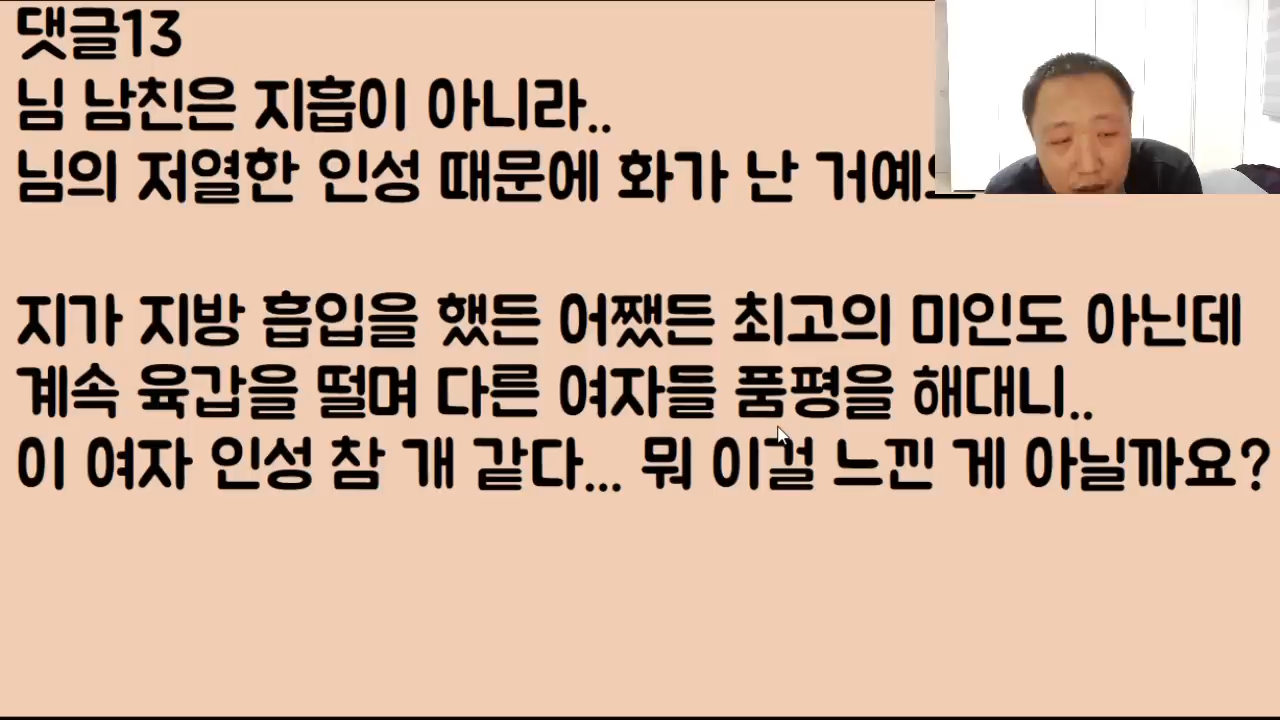 댓글13
님 남친은 지흡이 아니라..
님의 저열한 인성 때문에 화가 난
지가 지방 흡입을 했든 어쨌든 최고의 미인도 아닌데
계속 육갑을 떨며 다른 여자들 품평을 해대니..
이 여자 인성 참 개 같다... 뭐 이걸 느낀 게 아닐까요?